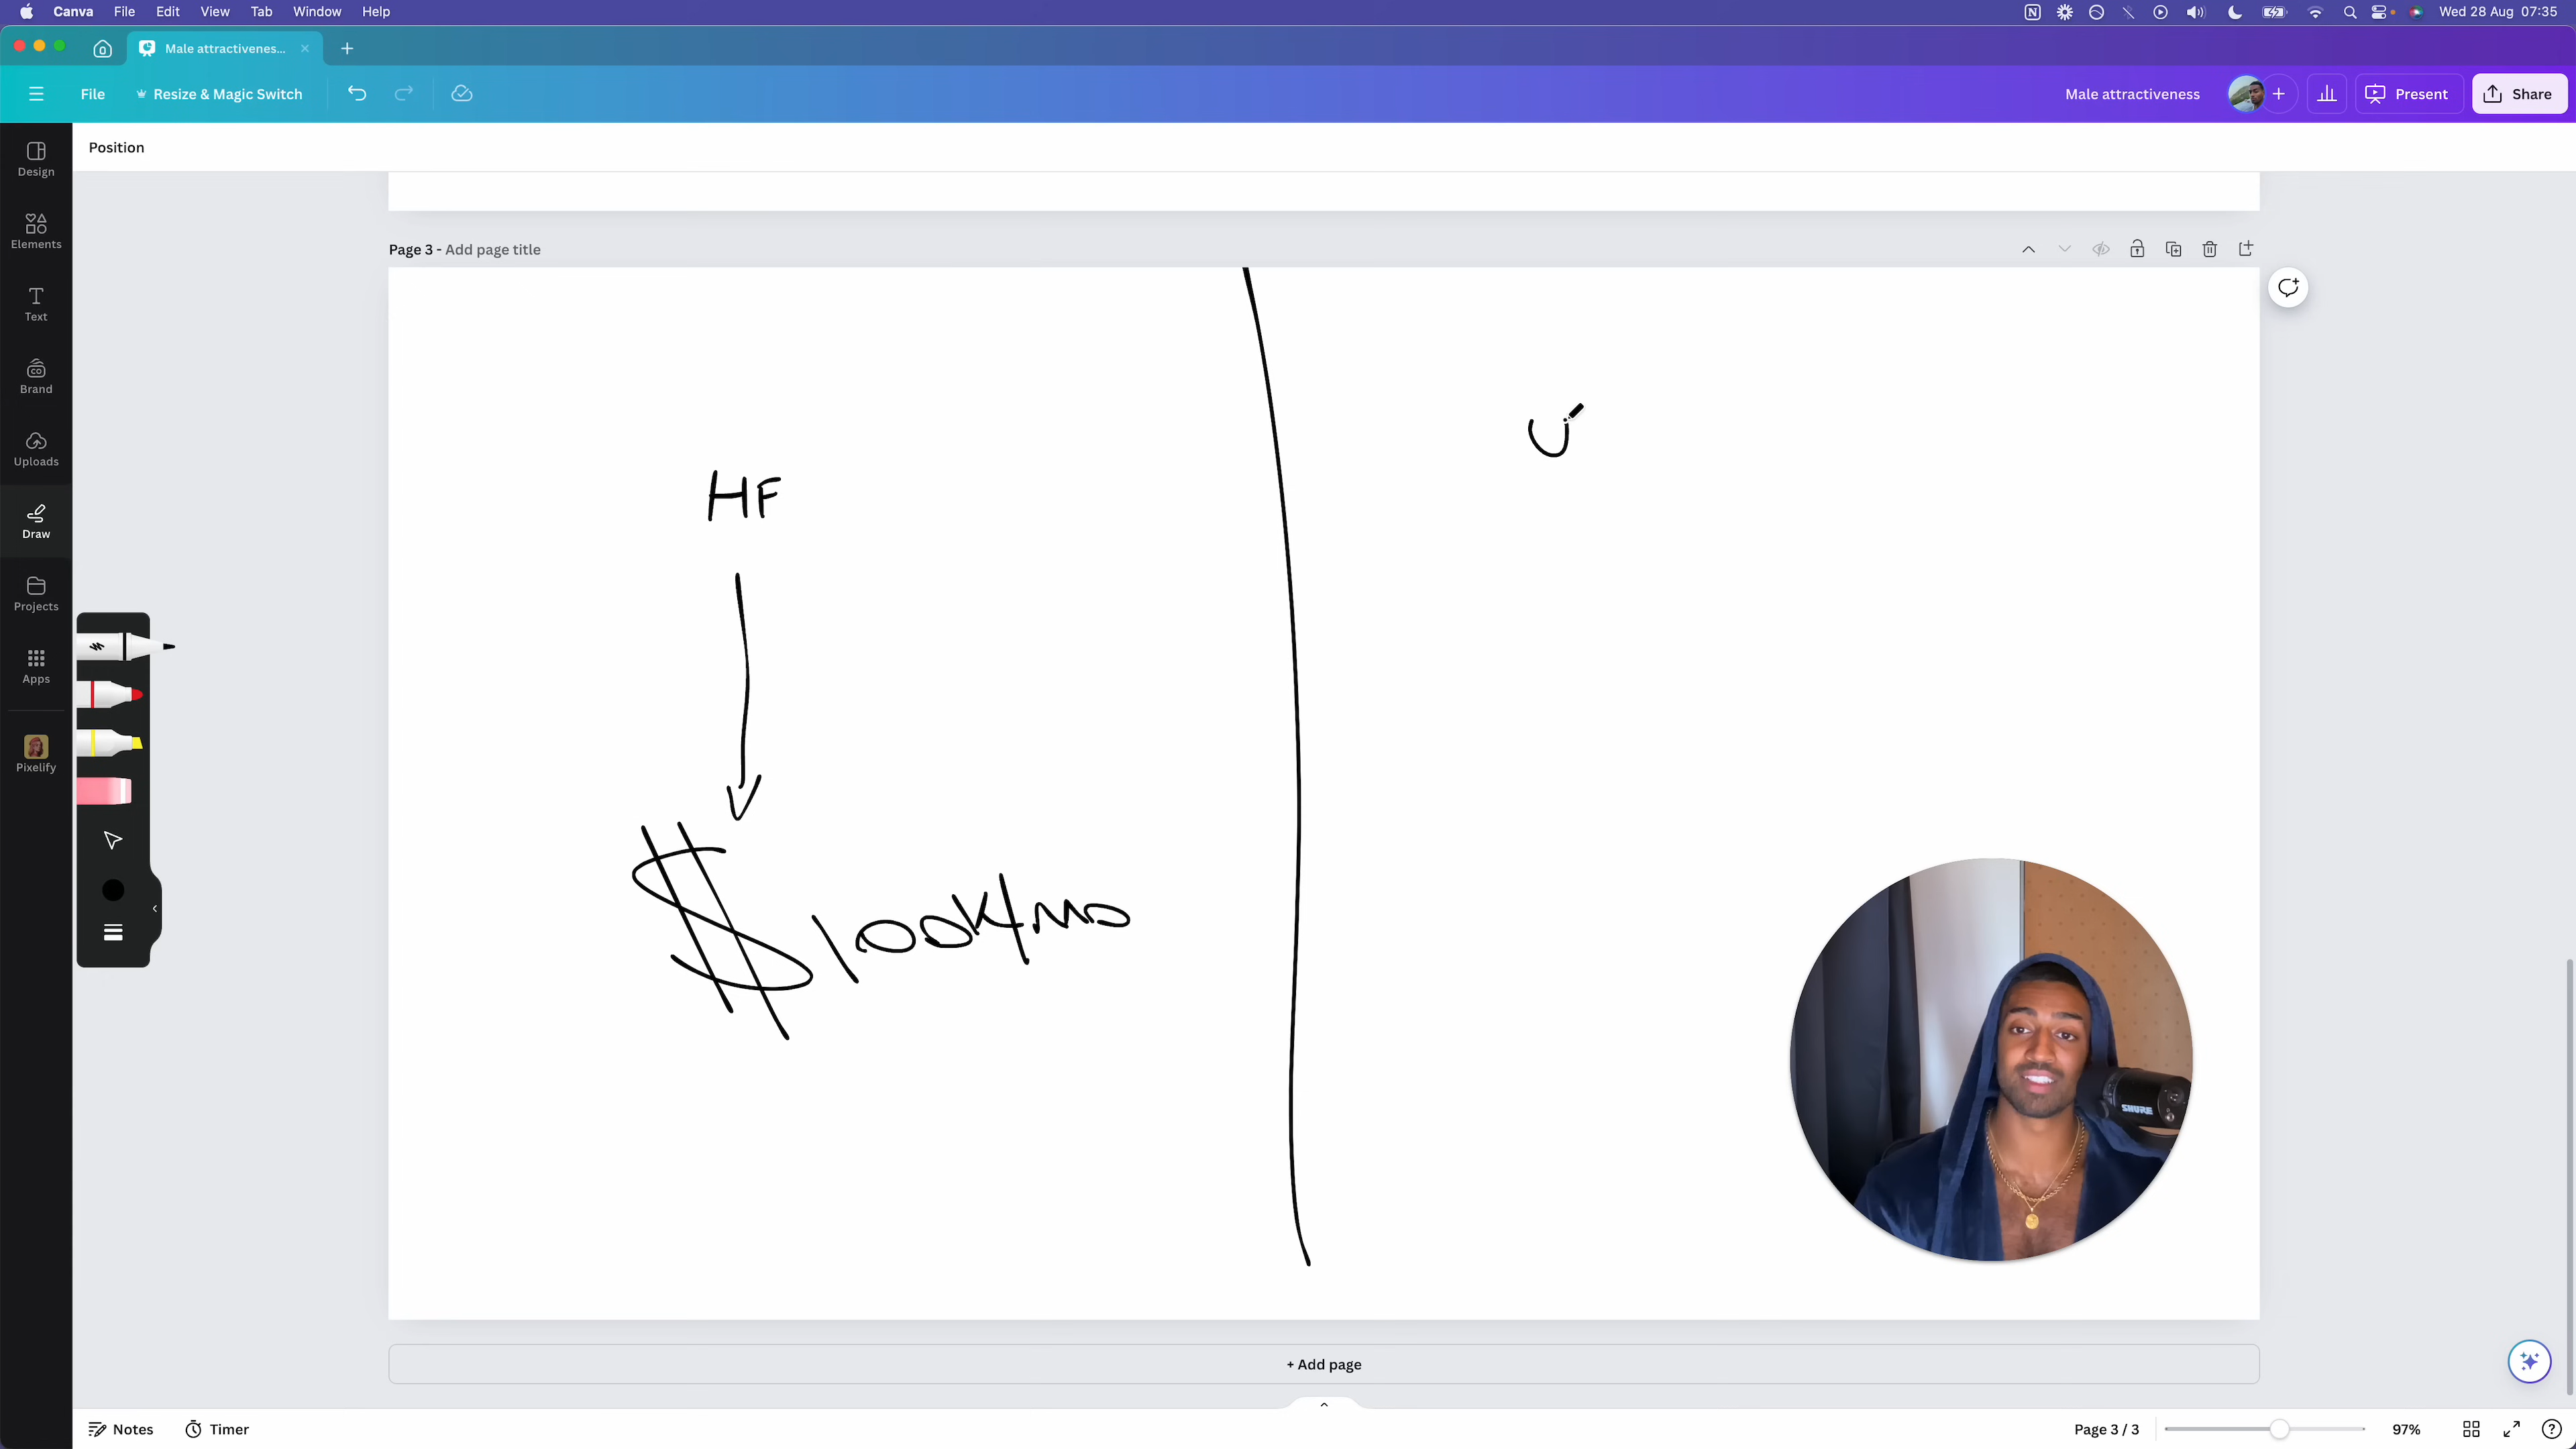 Canva File Edit View Tab Window Help Wed 28 Aug 07:35
Male attractivenes...
File Resize & Magic Switch Male attractiveness Present Share
Position
Design
Elements
Text
Brand
Uploads
Draw
Projects
Apps
Pixelify
Page 3 - Add page title
HF
$100K/mo
U
SHURE
+ Add page
Notes Timer Page 3 / 3 97%